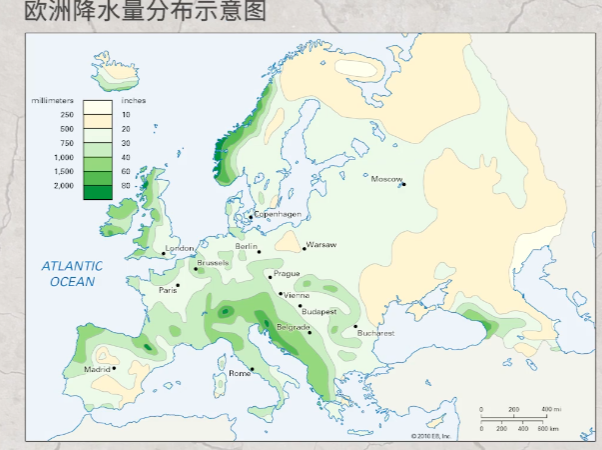 欧洲降水量分布示意图
millimeters inches
250 10
500 20
750 30
1,000 40
1,500 60
2,000 80
Moscow
Copenhagen
London
Berlin
Warsaw
Brussels
ATLANTIC
OCEAN
Prague
Paris
Vienna
Budapest
Belgrade
Bucharest
Madrid
Rome
0 200 400 mi
0 200 400 600 km
© 2010 EB, Inc.